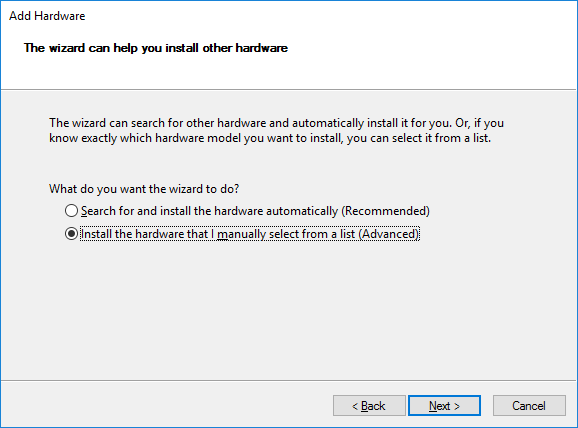 Add Hardware
The wizard can help you install other hardware
The wizard can search for other hardware and automatically install it for you. Or, if you
know exactly which hardware model you want to install, you can select it from a list.
What do you want the wizard to do?
Search for and install the hardware automatically (Recommended)
Install the hardware that I manually select from a list (Advanced)
< Back Next > Cancel